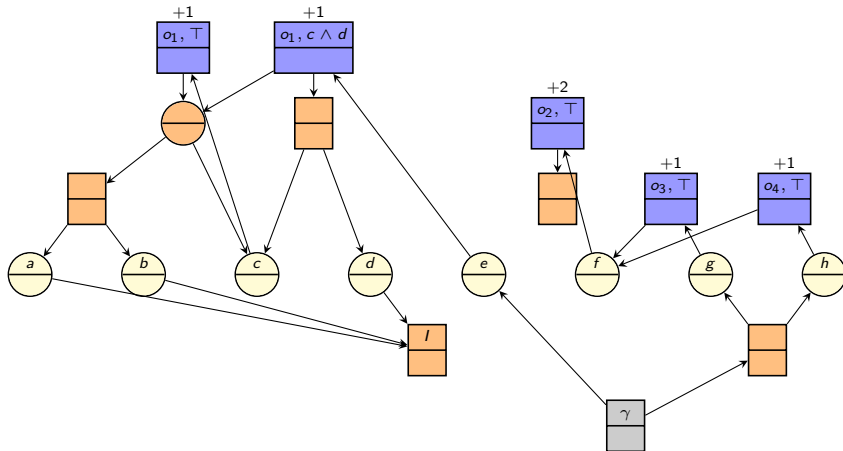 +1
+1
o₁, ⊤
o₁, c ∧ d
+2
o₂, ⊤
+1
+1
o₃, ⊤
o₄, ⊤
a
b
c
d
e
f
g
h
I
γ